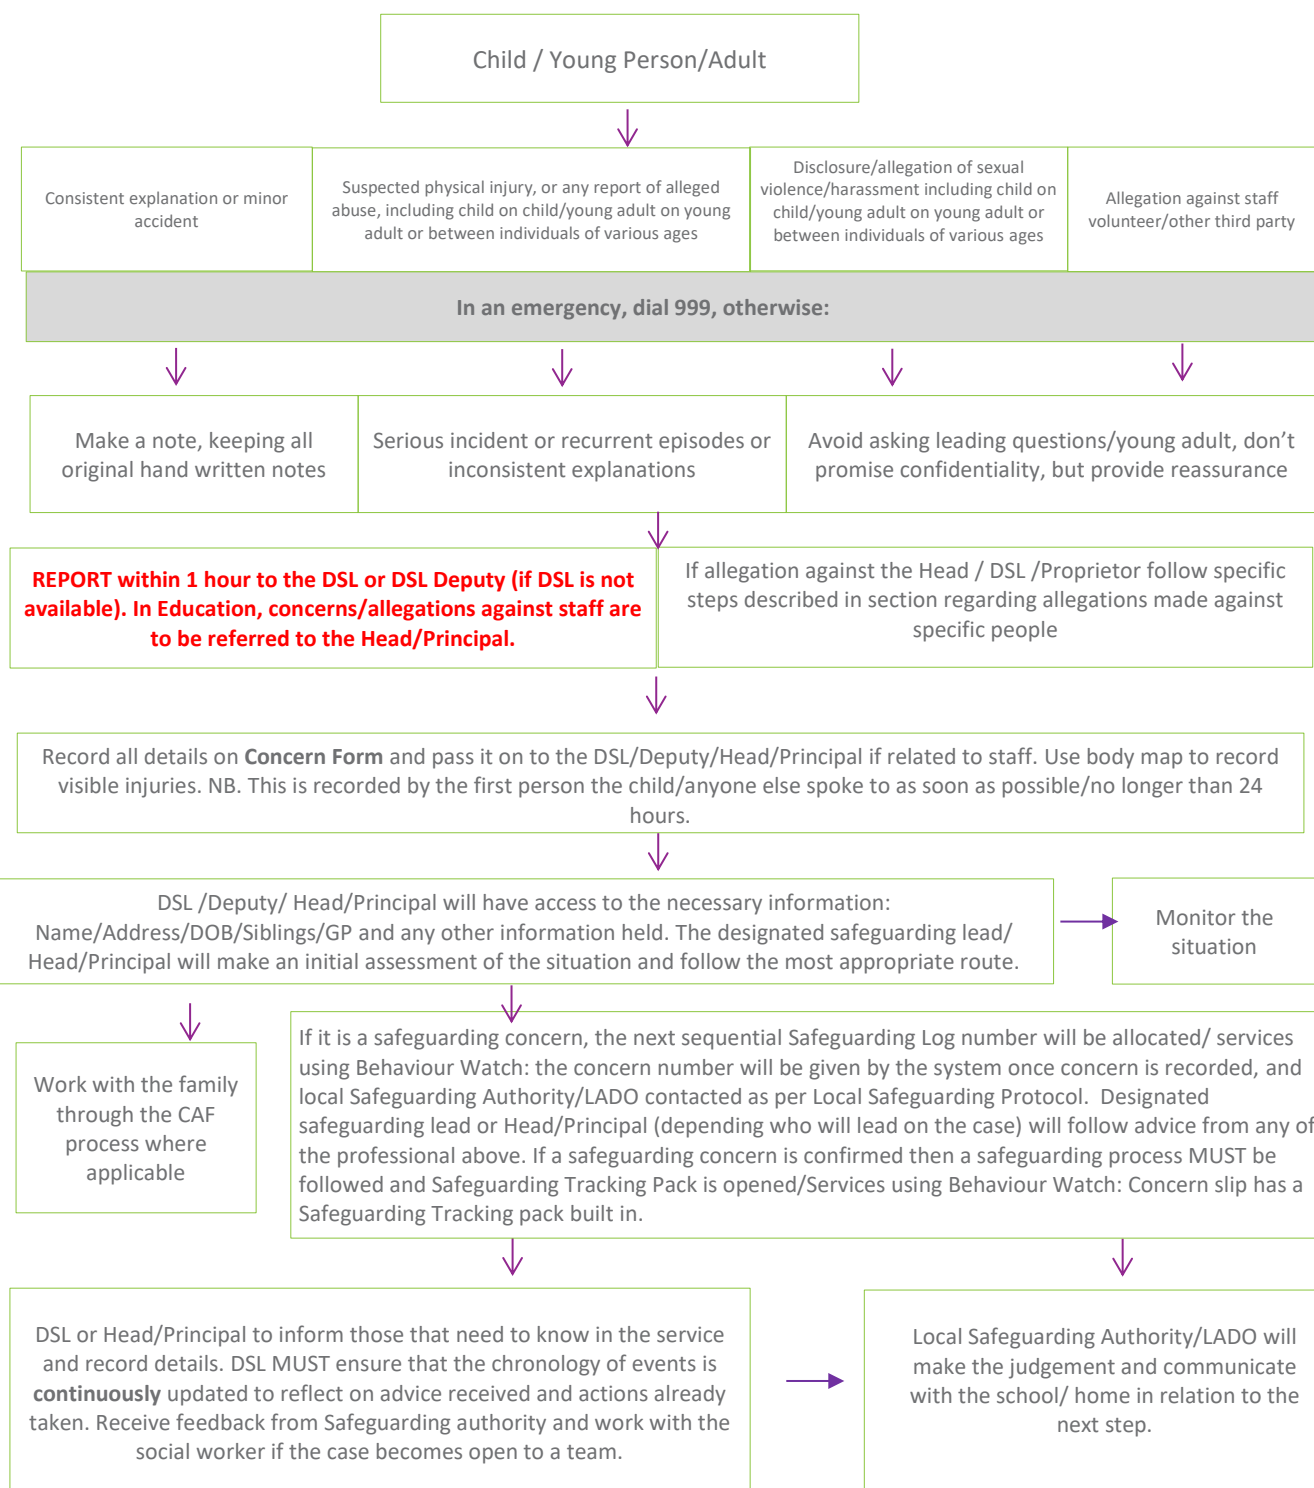 Child / Young Person/Adult
Consistent explanation or minor
accident
Suspected physical injury, or any report of alleged
abuse, including child on child/young adult on young
adult or between individuals of various ages
Disclosure/allegation of sexual
violence/harassment including child on
child/young adult on young adult or
between individuals of various ages
Allegation against staff
volunteer/other third party
In an emergency, dial 999, otherwise:
Make a note, keeping all
original hand written notes
Serious incident or recurrent episodes or
inconsistent explanations
Avoid asking leading questions/young adult, don’t
promise confidentiality, but provide reassurance
REPORT within 1 hour to the DSL or DSL Deputy (if DSL is not
available). In Education, concerns/allegations against staff are
to be referred to the Head/Principal.
If allegation against the Head / DSL /Proprietor follow specific
steps described in section regarding allegations made against
specific people
Record all details on Concern Form and pass it on to the DSL/Deputy/Head/Principal if related to staff. Use body map to record
visible injuries. NB. This is recorded by the first person the child/anyone else spoke to as soon as possible/no longer than 24
hours.
DSL /Deputy/ Head/Principal will have access to the necessary information:
Name/Address/DOB/Siblings/GP and any other information held. The designated safeguarding lead/
Head/Principal will make an initial assessment of the situation and follow the most appropriate route.
Monitor the
situation
Work with the family
through the CAF
process where
applicable
If it is a safeguarding concern, the next sequential Safeguarding Log number will be allocated/ services
using Behaviour Watch: the concern number will be given by the system once concern is recorded, and
local Safeguarding Authority/LADO contacted as per Local Safeguarding Protocol.  Designated
safeguarding lead or Head/Principal (depending who will lead on the case) will follow advice from any of
the professional above. If a safeguarding concern is confirmed then a safeguarding process MUST be
followed and Safeguarding Tracking Pack is opened/Services using Behaviour Watch: Concern slip has a
Safeguarding Tracking pack built in.
DSL or Head/Principal to inform those that need to know in the service
and record details. DSL MUST ensure that the chronology of events is
continuously updated to reflect on advice received and actions already
taken. Receive feedback from Safeguarding authority and work with the
social worker if the case becomes open to a team.
Local Safeguarding Authority/LADO will
make the judgement and communicate
with the school/ home in relation to the
next step.